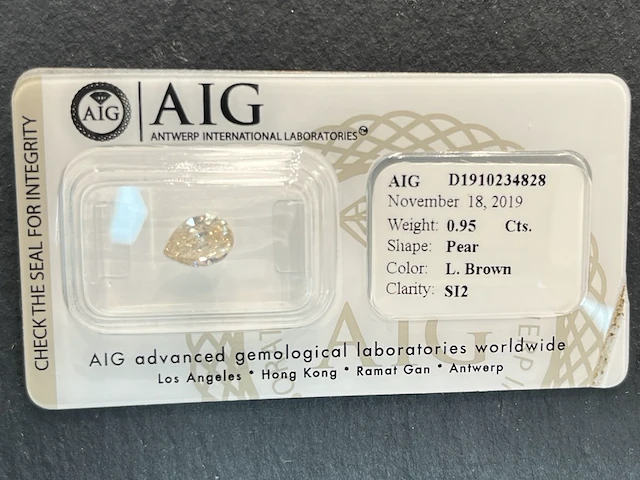 CHECK THE SEAL FOR INTEGRITY
AIG
AIG
ANTWERP INTERNATIONAL LABORATORIES
AIG D1910234828
November 18, 2019
Weight: 0.95 Cts.
Shape: Pear
Color: L. Brown
Clarity: SI2
AIG
AIG advanced gemological laboratories worldwide
Los Angeles * Hong Kong * Ramat Gan * Antwerp